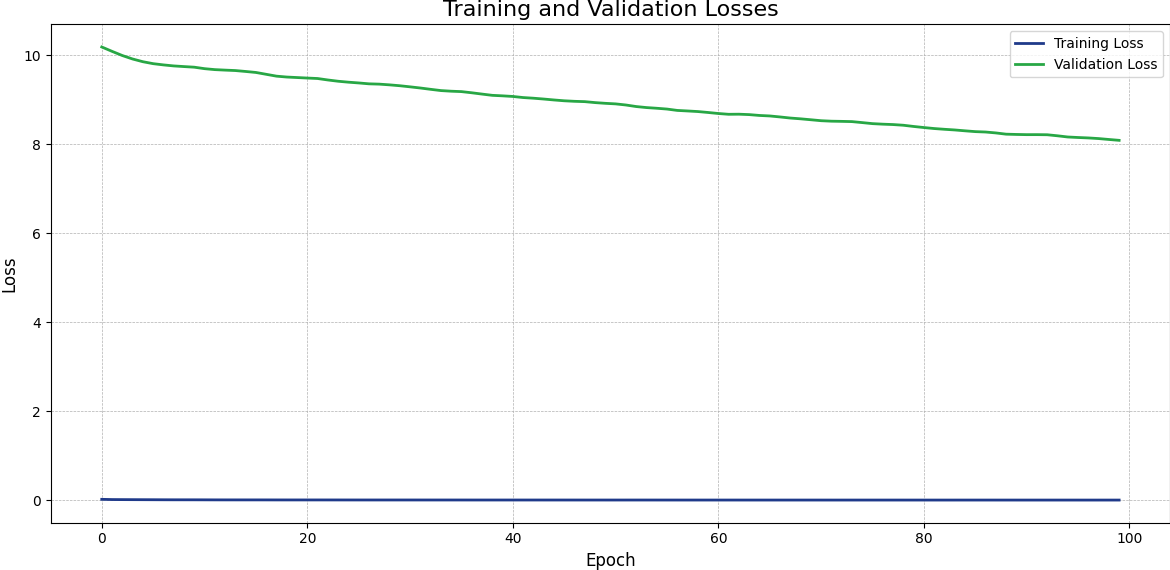 Training and Validation Losses
Training Loss
Validation Loss
10
8
6
4
2
0
Loss
0 20 40 60 80 100
Epoch